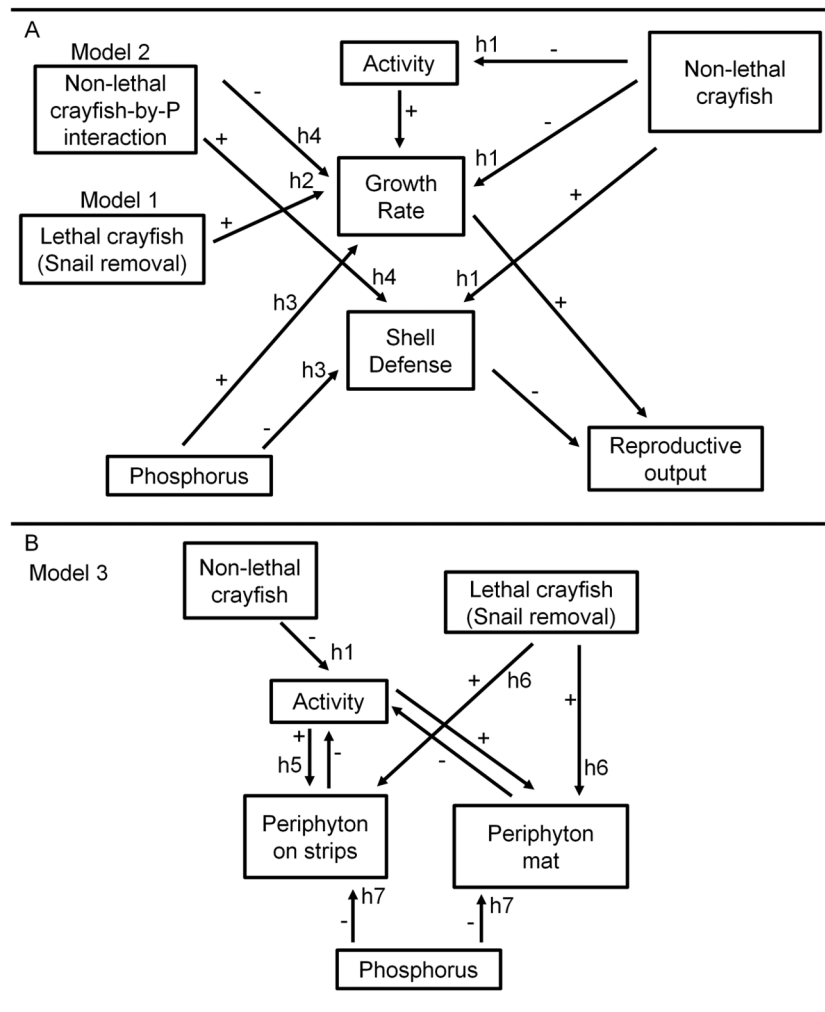 A
Model 2
Non-lethal
crayfish-by-P
interaction
Activity
h1
-
Non-lethal
crayfish
-
+
h4
+
-
h1
h2
Growth
Rate
+
Model 1
+
Lethal crayfish
(Snail removal)
h4
h1
h3
+
Shell
Defense
h3
+
-
-
Reproductive
output
Phosphorus
B
Model 3
Non-lethal
crayfish
Lethal crayfish
(Snail removal)
-
h1
+
h6
Activity
+
+
-
+
-
h5
h6
Periphyton
on strips
Periphyton
mat
h7
-
h7
-
Phosphorus